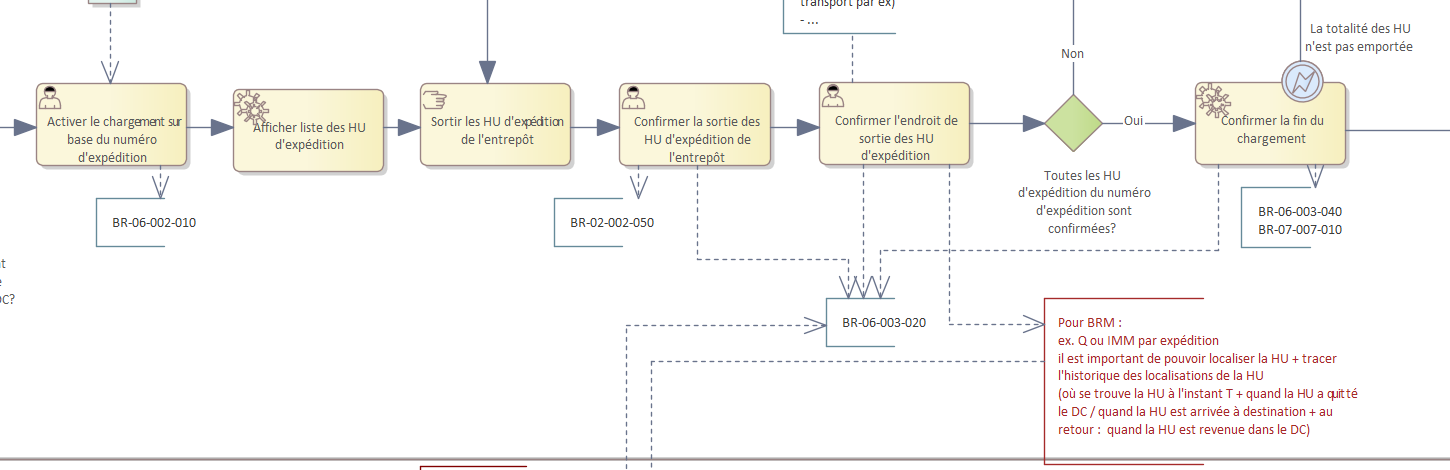 transport par ex)
- ...
La totalité des HU
n'est pas emportée
Non
Activer le chargement sur
base du numéro
d'expédition
Afficher liste des HU
d'expédition
Sortir les HU d'expédition
de l'entrepôt
Confirmer la sortie des
HU d'expédition de
l'entrepôt
Confirmer l'endroit de
sortie des HU
d'expédition
Oui
Confirmer la fin du
chargement
Toutes les HU
d'expédition du numéro
d'expédition sont
confirmées?
BR-06-002-010
BR-02-002-050
BR-06-003-040
BR-07-007-010
DC?
BR-06-003-020
Pour BRM :
ex. Q ou IMM par expédition
il est important de pouvoir localiser la HU + tracer
l'historique des localisations de la HU
(où se trouve la HU à l'instant T + quand la HU a quitté
le DC / quand la HU est arrivée à destination + au
retour : quand la HU est revenue dans le DC)